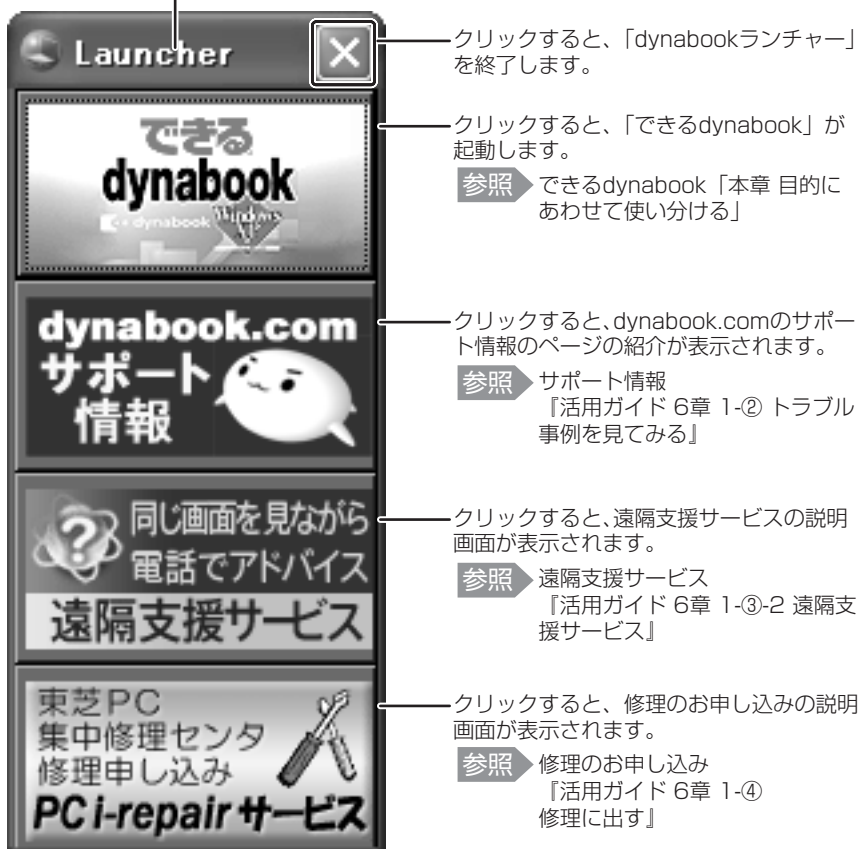 Launcher
クリックすると、「dynabookランチャー」
を終了します。
できる
dynabook
dynabook Windows
クリックすると、「できるdynabook」が
起動します。
参照 できるdynabook「本章 目的に
あわせて使い分ける」
dynabook.com
サポート
情報
クリックすると、dynabook.comのサポー
ト情報のページの紹介が表示されます。
参照 サポート情報
『活用ガイド 6章 1-② トラブル
事例を見てみる』
同じ画面を見ながら
電話でアドバイス
遠隔支援サービス
クリックすると、遠隔支援サービスの説明
画面が表示されます。
参照 遠隔支援サービス
『活用ガイド 6章 1-③-2 遠隔支
援サービス』
東芝PC
集中修理センタ
修理申し込み
PC i-repairサービス
クリックすると、修理のお申し込みの説明
画面が表示されます。
参照 修理のお申し込み
『活用ガイド 6章 1-④
修理に出す』